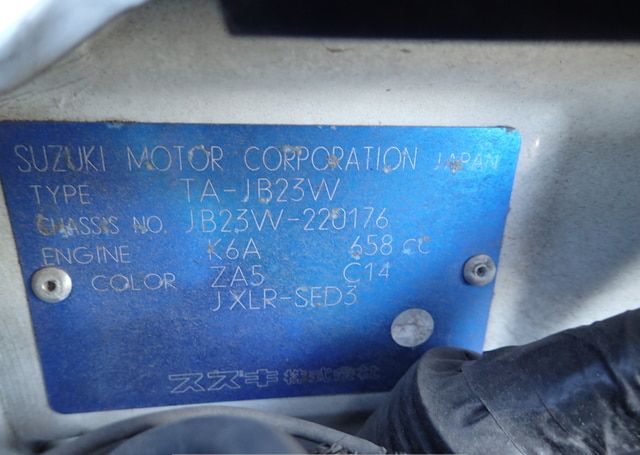 SUZUKI MOTOR CORPORATION JAPAN
TYPE TA-JB23W
CHASSIS NO. JB23W-220176
ENGINE K6A 658 CC
COLOR ZA5 C14
JXLR-SED3
スズキ株式会社